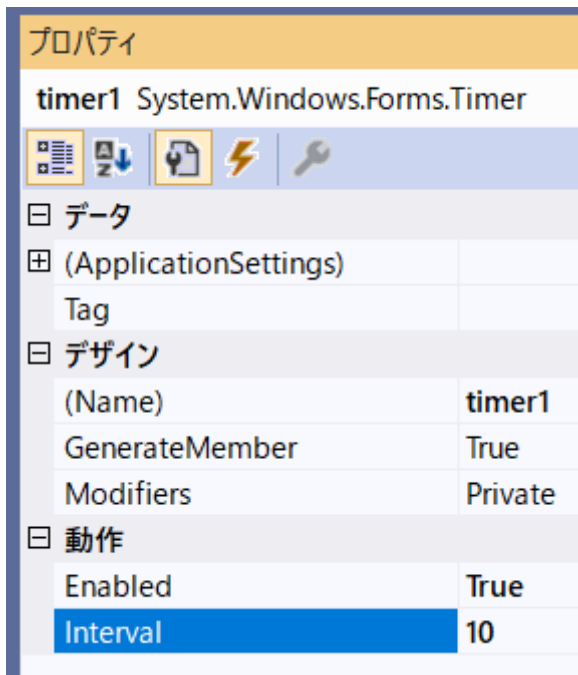 プロパティ
timer1 System.Windows.Forms.Timer
データ
(ApplicationSettings)
Tag
デザイン
(Name) timer1
GenerateMember True
Modifiers Private
動作
Enabled True
Interval 10